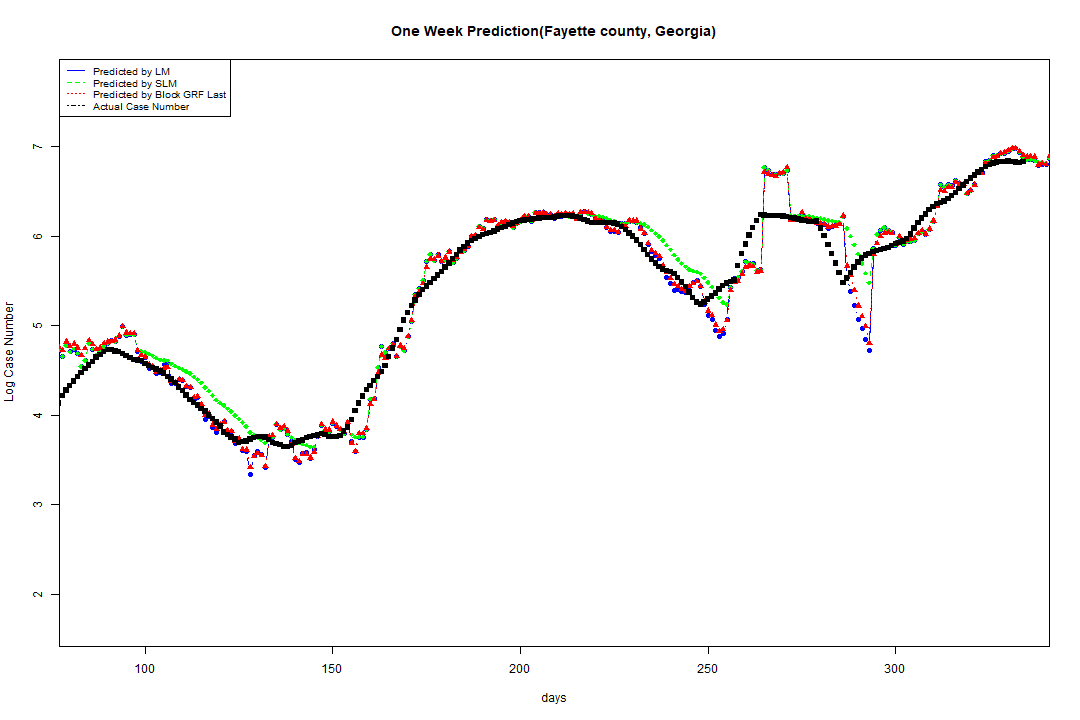 One Week Prediction(Fayette county, Georgia)
Predicted by LM
Predicted by SLM
Predicted by Block GRF Last
Actual Case Number
Log Case Number
7
6
5
4
3
2
100 150 200 250 300
days